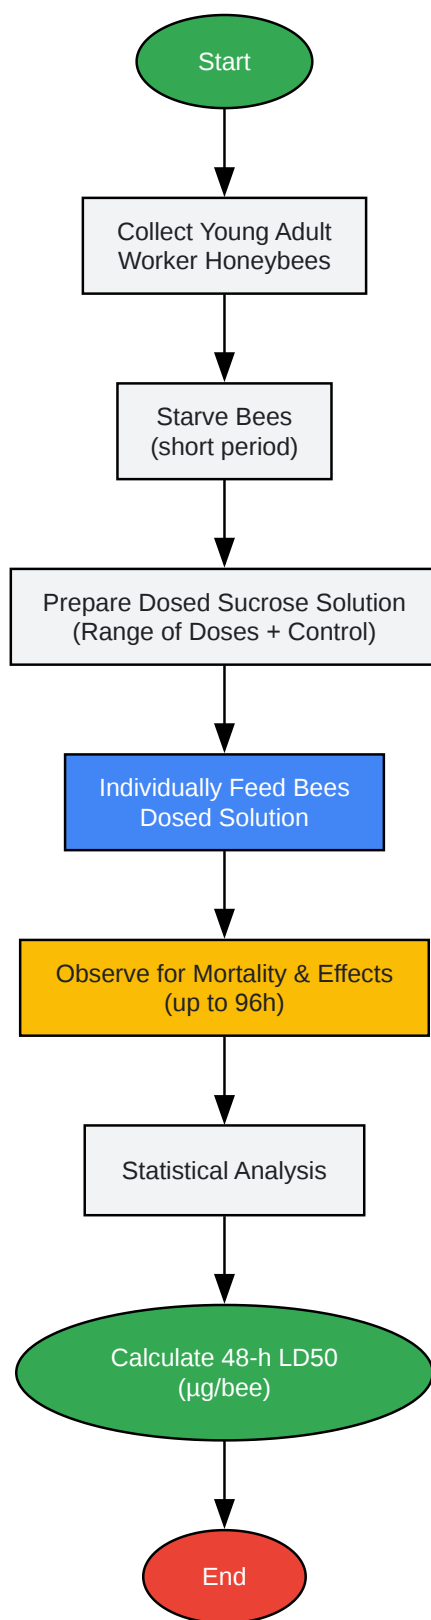 Start
Collect Young Adult
Worker Honeybees
Starve Bees
(short period)
Prepare Dosed Sucrose Solution
(Range of Doses + Control)
Individually Feed Bees
Dosed Solution
Observe for Mortality & Effects
(up to 96h)
Statistical Analysis
Calculate 48-h LD50
(µg/bee)
End